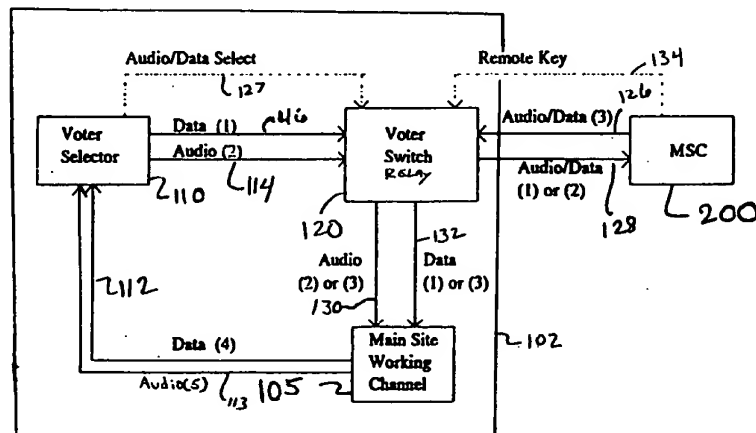 Audio/Data Select
127
Remote Key
134
Voter
Selector
110
Data (1)
Audio (2)
114
Voter
Switch
RELAY
120
Audio/Data (3)
126
Audio/Data
(1) or (2)
128
MSC
200
132
Audio
(2) or (3)
130
Data
(1) or (3)
112
Data (4)
Audio(5)
113
105
Main Site
Working
Channel
102